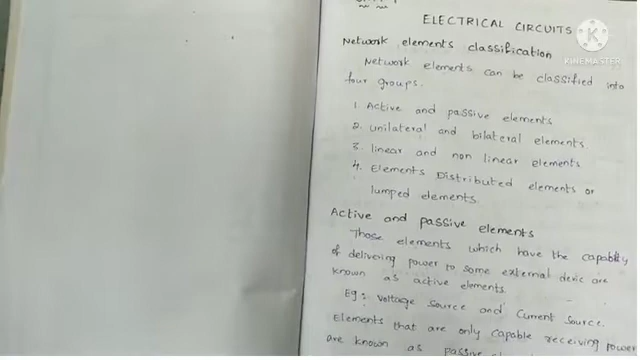 ELECTRICAL CIRCUITS
KINEMASTER
Network elements classification
Network elements can be classified into
four groups.
1. Active and passive elements
2. unilateral and bilateral elements
3. linear and non linear elements
4. Elements Distributed elements or
lumped elements.
Active and passive elements
Those elements which have the capability
of delivering power to some external devic are
known as active elements.
Eg: Voltage source and Current source.
Elements that are only capable receiving power
are known as passive